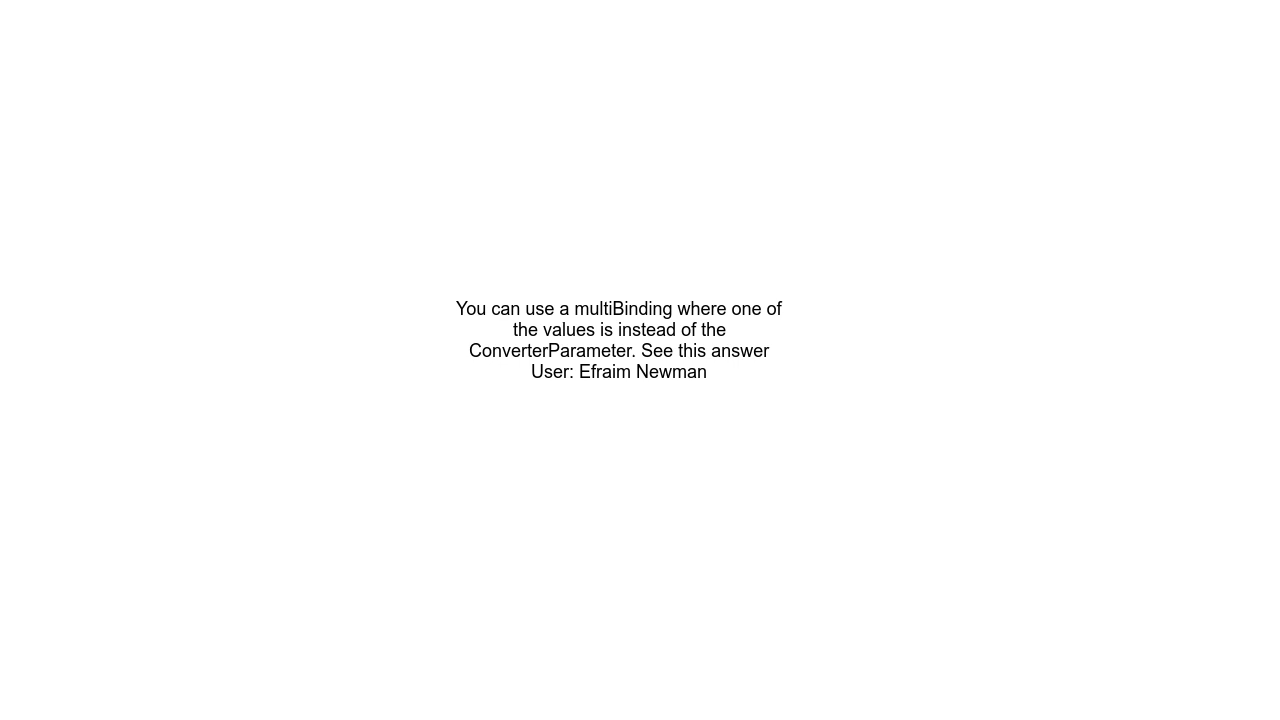 You can use a multiBinding where one of
the values is instead of the
ConverterParameter. See this answer
User: Efraim Newman